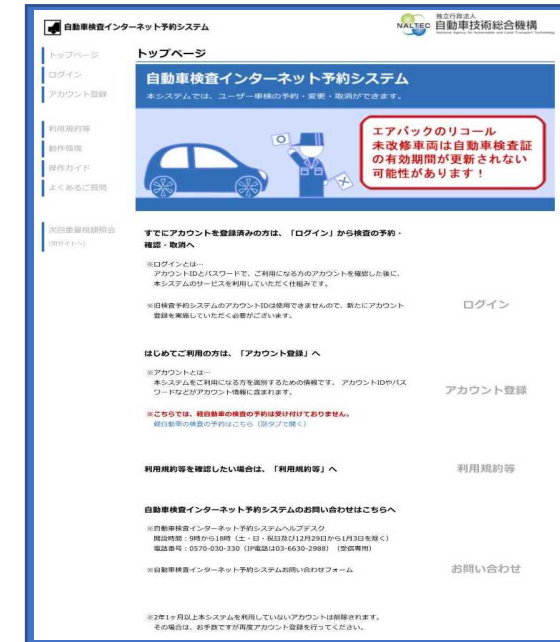 自動車検査インターネット予約システム
NALTEC 独立行政法人
自動車技術総合機構
National Agency for Automobile and Land Transport Technology
トップページ
ログイン
アカウント登録
利用規約等
動作環境
操作ガイド
よくあるご質問
次回重量税額照会
(別サイトへ)
トップページ
自動車検査インターネット予約システム
本システムでは、ユーザー車検の予約・変更・取消ができます。
エアバックのリコール
未改修車両は自動車検査証
の有効期間が更新されない
可能性があります！
すでにアカウントを登録済みの方は、「ログイン」から検査の予約・
確認・取消へ
※ログインとは…
アカウントIDとパスワードで、ご利用になる方のアカウントを確認した後に、
本システムのサービスを利用していただく仕組みです。
※旧検査予約システムのアカウントIDは使用できませんので、新たにアカウント
登録を実施していただく必要がございます。
ログイン
はじめてご利用の方は、「アカウント登録」へ
※アカウントとは…
本システムをご利用になる方を識別するための情報です。 アカウントIDやパス
ワードなどがアカウント情報に含まれます。
アカウント登録
※こちらでは、軽自動車の検査の予約は受け付けておりません。
軽自動車の検査の予約はこちら（別タブで開く）
利用規約等を確認したい場合は、「利用規約等」へ
利用規約等
自動車検査インターネット予約システムのお問い合わせはこちらへ
※自動車検査インターネット予約システムヘルプデスク
開設時間：9時から18時（土・日・祝日及び12月29日から1月3日を除く）
電話番号：0570-030-330（IP電話は03-6630-2988）（受信専用）
※自動車検査インターネット予約システムお問い合わせフォーム
お問い合わせ
※2年1ヶ月以上本システムを利用していないアカウントは削除されます。
その場合は、お手数ですが再度アカウント登録を行ってください。